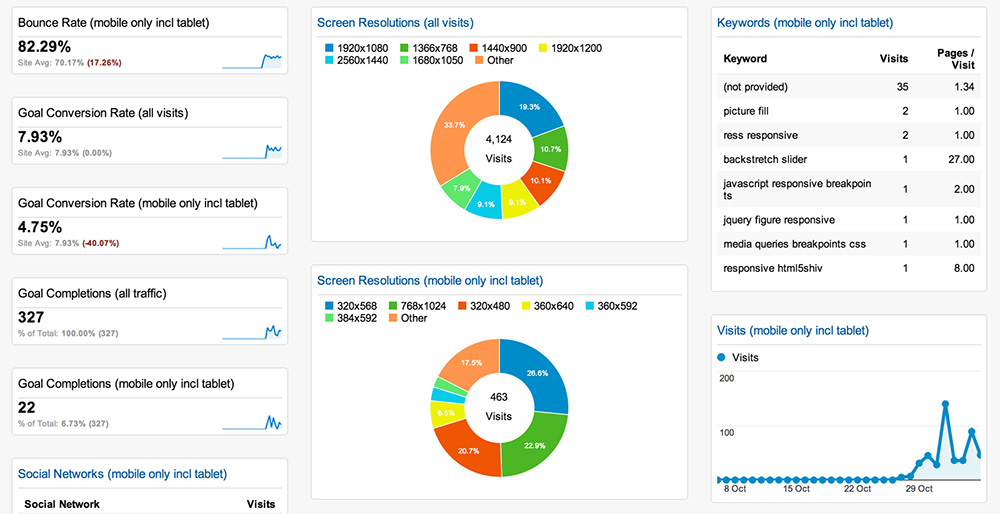 Bounce Rate (mobile only incl tablet)
82.29%
Site Avg: 70.17% (17.26%)
Goal Conversion Rate (all visits)
7.93%
Site Avg: 7.93% (0.00%)
Goal Conversion Rate (mobile only incl tablet)
4.75%
Site Avg: 7.93% (-40.07%)
Goal Completions (all traffic)
327
% of Total: 100.00% (327)
Goal Completions (mobile only incl tablet)
22
% of Total: 6.73% (327)
Social Networks (mobile only incl tablet)
Social Network Visits
Screen Resolutions (all visits)
1920x1080 1366x768 1440x900 1920x1200
2560x1440 1680x1050 Other
33.7% 19.3%
4,124
Visits
10.7%
7.9% 10.1%
9.1% 9.1%
Screen Resolutions (mobile only incl tablet)
320x568 768x1024 320x480 360x640 360x592
384x592 Other
17.5% 26.6%
463
Visits
6.5%
20.7% 22.9%
Keywords (mobile only incl tablet)
Keyword Visits Pages /
Visit
(not provided) 35 1.34
picture fill 2 1.00
ress responsive 2 1.00
backstretch slider 1 27.00
javascript responsive breakpoin
ts 1 2.00
jquery figure responsive 1 1.00
media queries breakpoints css 1 1.00
responsive html5shiv 1 8.00
Visits (mobile only incl tablet)
Visits
200
100
8 Oct 15 Oct 22 Oct 29 Oct